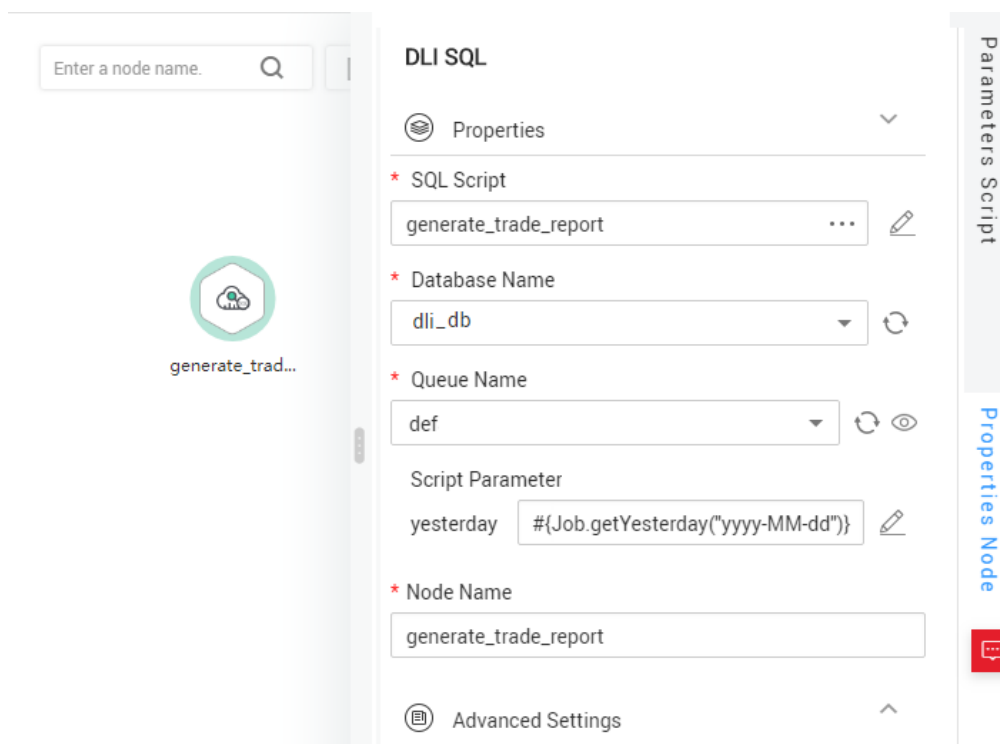 Enter a node name.
generate_trad...
DLI SQL
Properties
* SQL Script
generate_trade_report ...
* Database Name
dli_db
* Queue Name
def
Script Parameter
yesterday #{Job.getYesterday("yyyy-MM-dd")}
* Node Name
generate_trade_report
Advanced Settings
Parameters Script
Properties Node